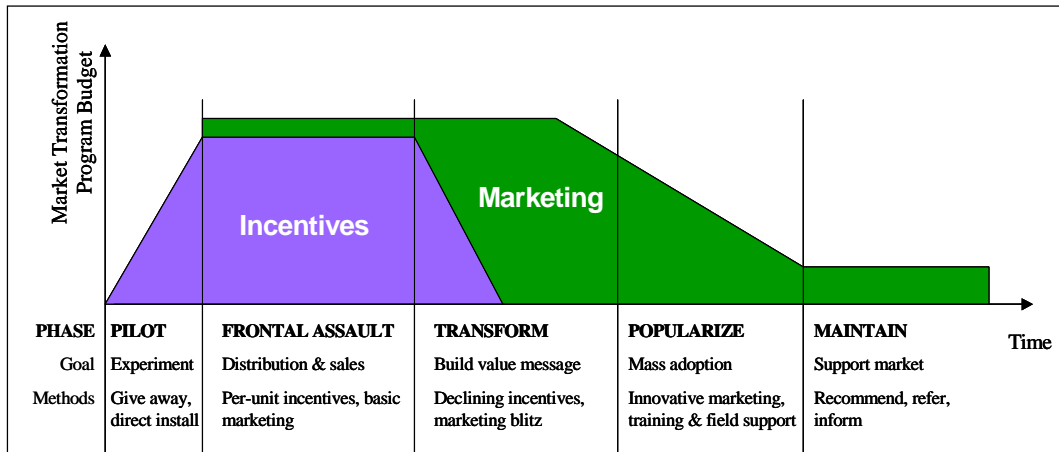 Market Transformation
Program Budget
Incentives
Marketing
Time
PHASE PILOT FRONTAL ASSAULT TRANSFORM POPULARIZE MAINTAIN
Goal Experiment Distribution & sales Build value message Mass adoption Support market
Methods Give away, Per-unit incentives, basic Declining incentives, Innovative marketing, Recommend, refer,
direct install marketing marketing blitz training & field support inform